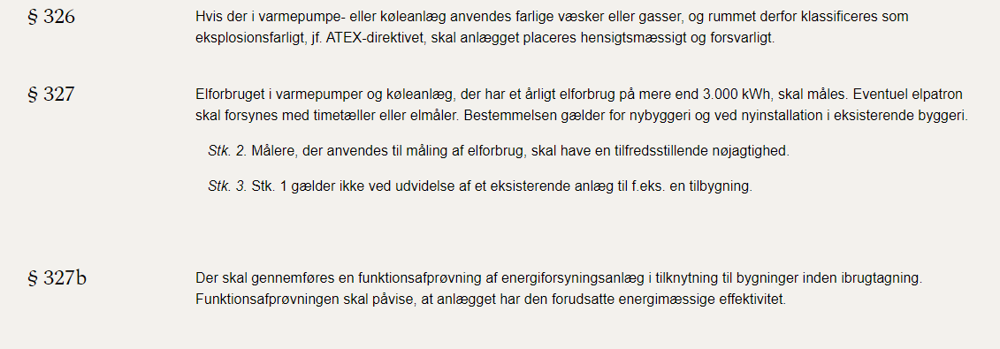 § 326
Hvis der i varmepumpe- eller køleanlæg anvendes farlige væsker eller gasser, og rummet derfor klassificeres som
eksplosionsfarligt, jf. ATEX-direktivet, skal anlægget placeres hensigtsmæssigt og forsvarligt.
§ 327
Elforbruget i varmepumper og køleanlæg, der har et årligt elforbrug på mere end 3.000 kWh, skal måles. Eventuel elpatron
skal forsynes med timetæller eller elmåler. Bestemmelsen gælder for nybyggeri og ved nyinstallation i eksisterende byggeri.
Stk. 2. Målere, der anvendes til måling af elforbrug, skal have en tilfredsstillende nøjagtighed.
Stk. 3. Stk. 1 gælder ikke ved udvidelse af et eksisterende anlæg til f.eks. en tilbygning.
§ 327b
Der skal gennemføres en funktionsafprøvning af energiforsyningsanlæg i tilknytning til bygninger inden ibrugtagning.
Funktionsafprøvningen skal påvise, at anlægget har den forudsatte energimæssige effektivitet.